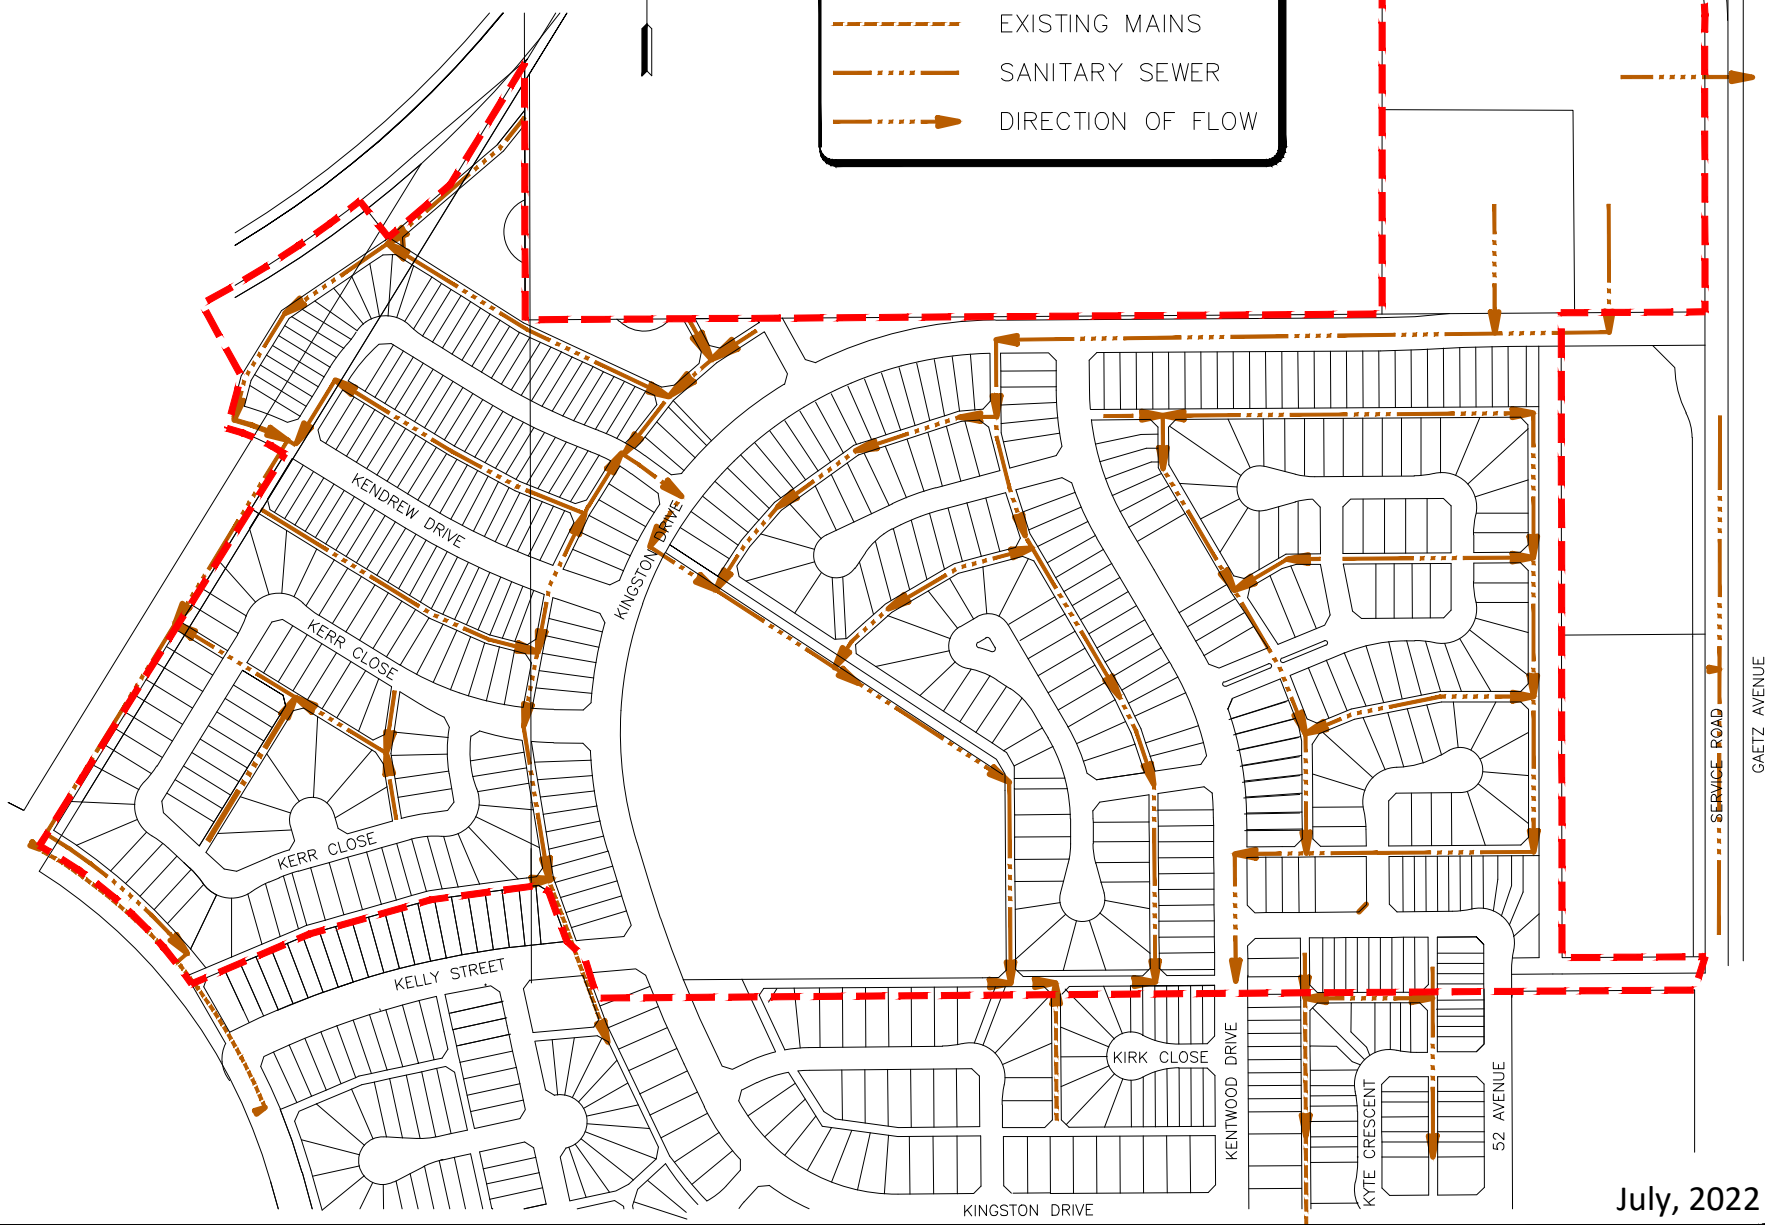 EXISTING MAINS
SANITARY SEWER
DIRECTION OF FLOW
KENDREW DRIVE
KINGSTON DRIVE
KERR CLOSE
GAETZ AVENUE
SERVICE ROAD
KERR CLOSE
KELLY STREET
KIRK CLOSE
KENTWOOD DRIVE
KYTE CRESCENT
52 AVENUE
KINGSTON DRIVE
July, 2022